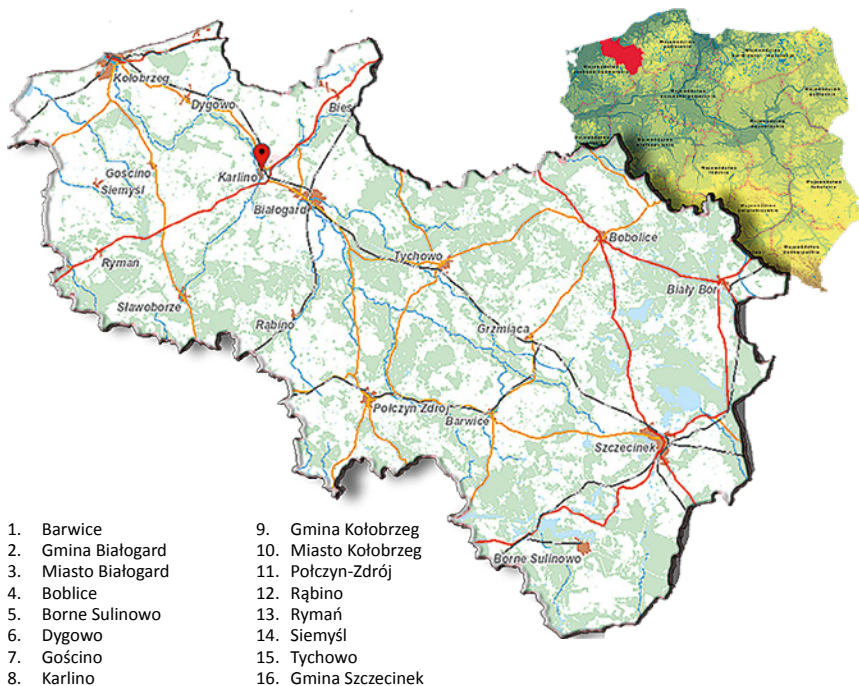 Kołobrzeg
Dygowo
Bies
Gościno
Siemyśl
Karlino
Białogard
Ryman
Sławoborze
Rąbino
Tychowo
Bobolice
Biały Bór
Grzmiąca
Połczyn Zdrój
Barwice
Szczecinek
Borne Sulinowo
1. Barwice
2. Gmina Białogard
3. Miasto Białogard
4. Boblice
5. Borne Sulinowo
6. Dygowo
7. Gościno
8. Karlino
9. Gmina Kołobrzeg
10. Miasto Kołobrzeg
11. Połczyn-Zdrój
12. Rąbino
13. Rymań
14. Siemyśl
15. Tychowo
16. Gmina Szczecinek